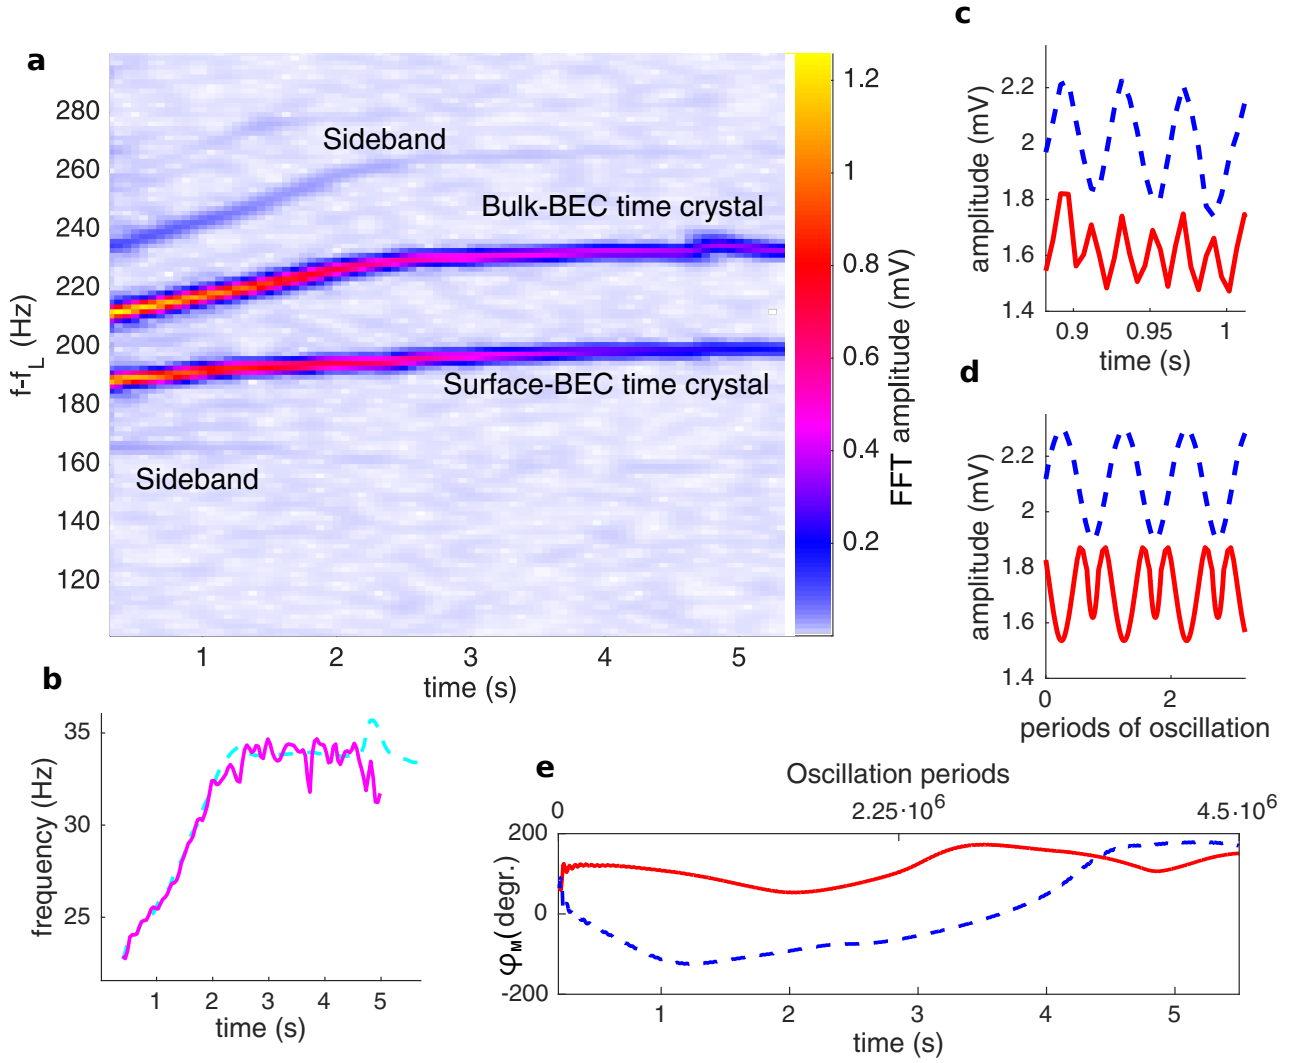 a
280
260
240
220
200
180
160
140
120
f-f_L (Hz)
Sideband
Bulk-BEC time crystal
Surface-BEC time crystal
Sideband
1 2 3 4 5
time (s)
1.2
1
0.8
0.6
0.4
0.2
FFT amplitude (mV)
b
35
30
25
frequency (Hz)
1 2 3 4 5
time (s)
c
2.2
2
1.8
1.6
1.4
amplitude (mV)
0.9 0.95 1
time (s)
d
2.2
2
1.8
1.6
1.4
amplitude (mV)
0 2
periods of oscillation
e
Oscillation periods
0 2.25·10^6 4.5·10^6
200
0
-200
φ_M (degr.)
1 2 3 4 5
time (s)